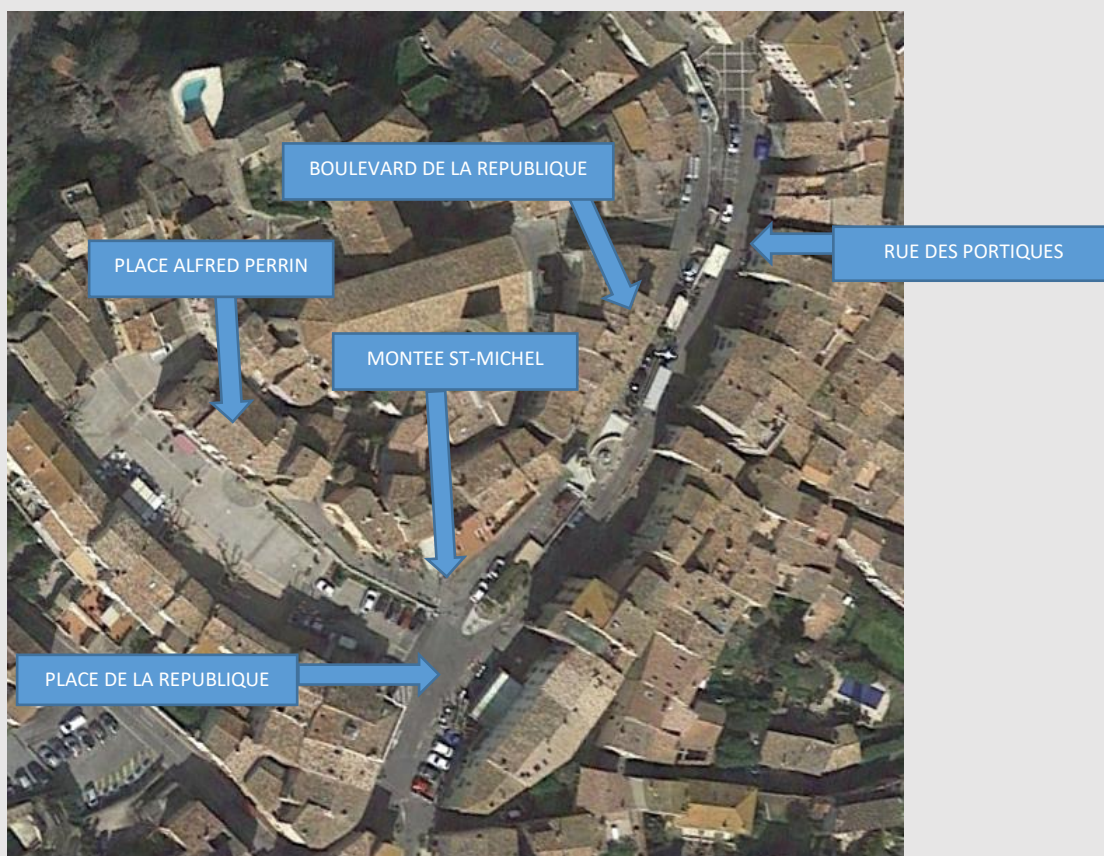 BOULEVARD DE LA REPUBLIQUE
RUE DES PORTIQUES
PLACE ALFRED PERRIN
MONTEE ST-MICHEL
PLACE DE LA REPUBLIQUE